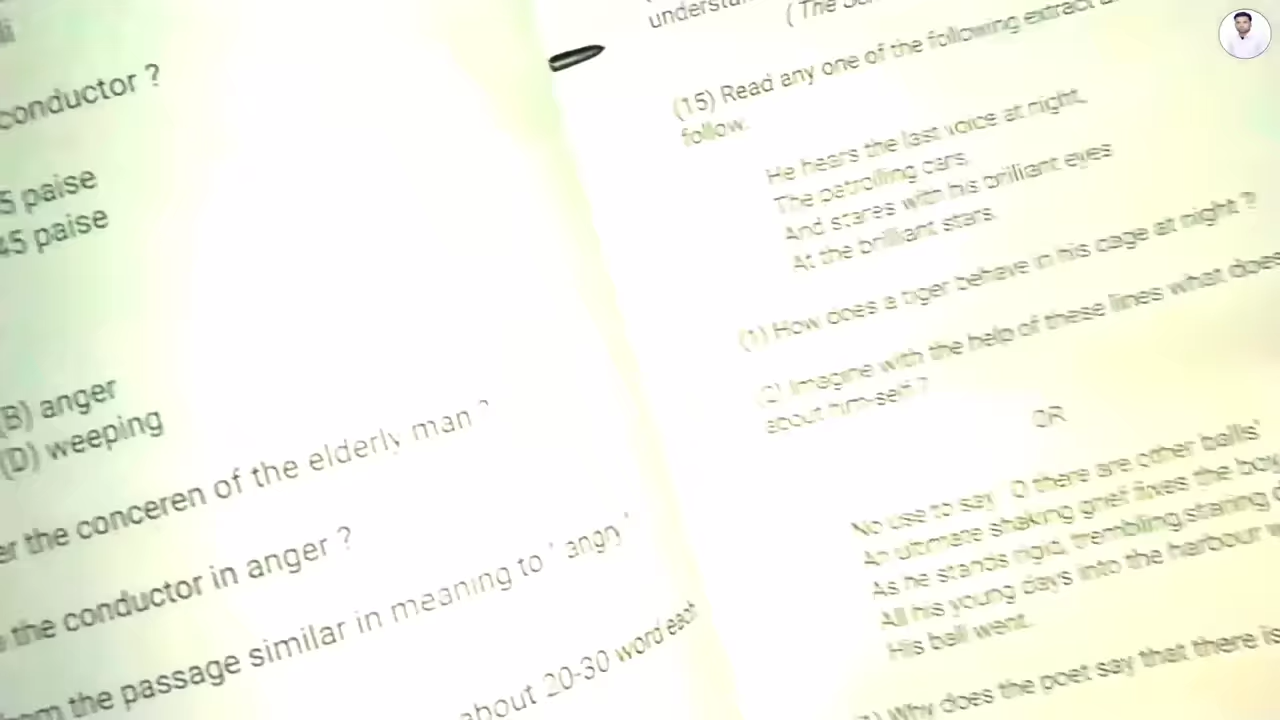 conductor ?
5 paise
45 paise
(B) anger
(D) weeping
the conceren of the elderly man ?
the conductor in anger ?
the passage similar in meaning to ' angry '
about 20-30 word each
(The
(15) Read any one of the following extract
follow.
He hears the last voice at night,
The patrolling cars,
And stares with his brilliant eyes
At the brilliant stars.
(1) How does a tiger behave in his cage at night ?
(2) Imagine with the help of these lines what does
about him-self ?
OR
No use to say 'O there are other balls'
An ultimate shaking grief fixes the boy
As he stands rigid, trembling, staring
All his young days into the harbour
His ball went.
Why does the poet say that there is